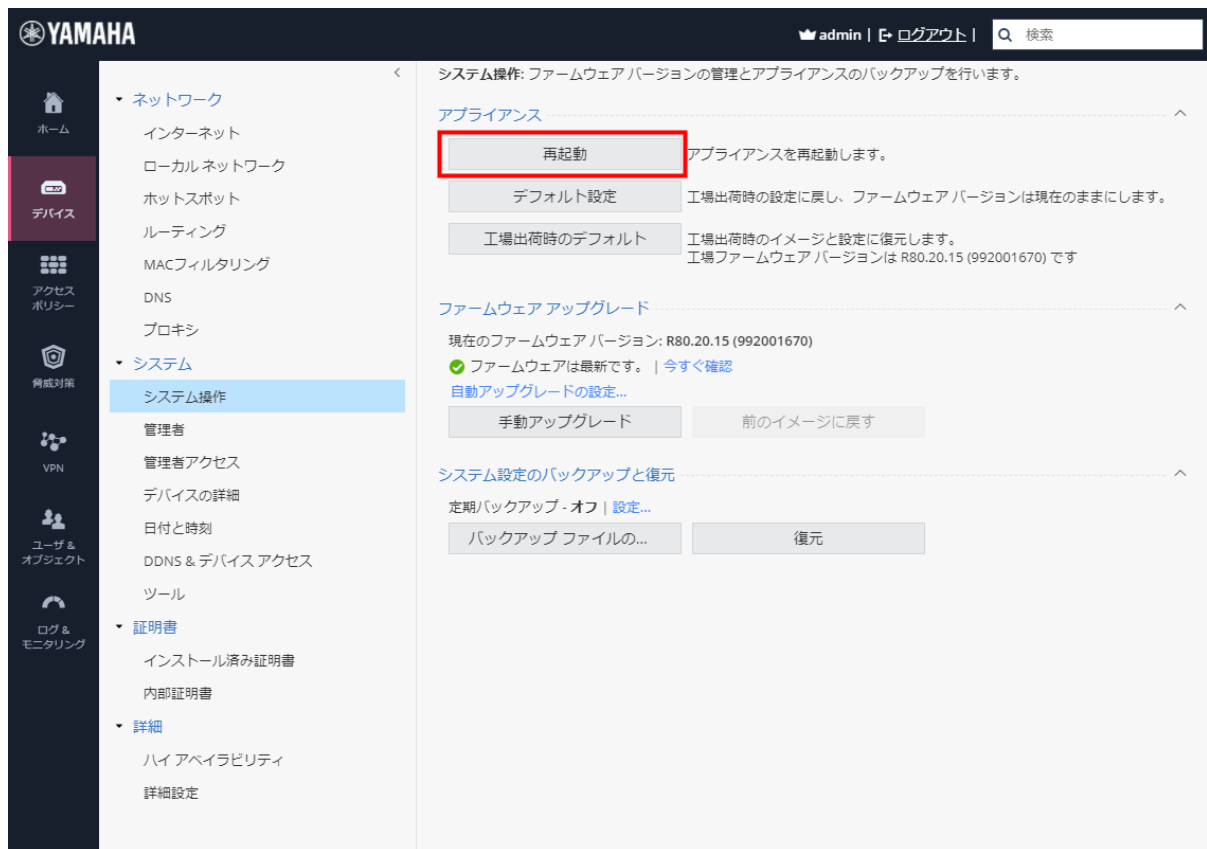 YAMAHA
admin | ログアウト |
検索
ホーム
デバイス
アクセス
ポリシー
脅威対策
VPN
ユーザ &
オブジェクト
ログ &
モニタリング
ネットワーク
インターネット
ローカル ネットワーク
ホットスポット
ルーティング
MACフィルタリング
DNS
プロキシ
システム
システム操作
管理者
管理者アクセス
デバイスの詳細
日付と時刻
DDNS & デバイス アクセス
ツール
証明書
インストール済み証明書
内部証明書
詳細
ハイ アベイラビリティ
詳細設定
システム操作: ファームウェア バージョンの管理とアプライアンスのバックアップを行います。
アプライアンス
再起動 アプライアンスを再起動します。
デフォルト設定 工場出荷時の設定に戻し、ファームウェア バージョンは現在のままにします。
工場出荷時のデフォルト 工場出荷時のイメージと設定に復元します。
工場ファームウェア バージョンは R80.20.15 (992001670) です
ファームウェア アップグレード
現在のファームウェア バージョン: R80.20.15 (992001670)
ファームウェアは最新です。 | 今すぐ確認
自動アップグレードの設定...
手動アップグレード 前のイメージに戻す
システム設定のバックアップと復元
定期バックアップ - オフ | 設定...
バックアップ ファイルの... 復元